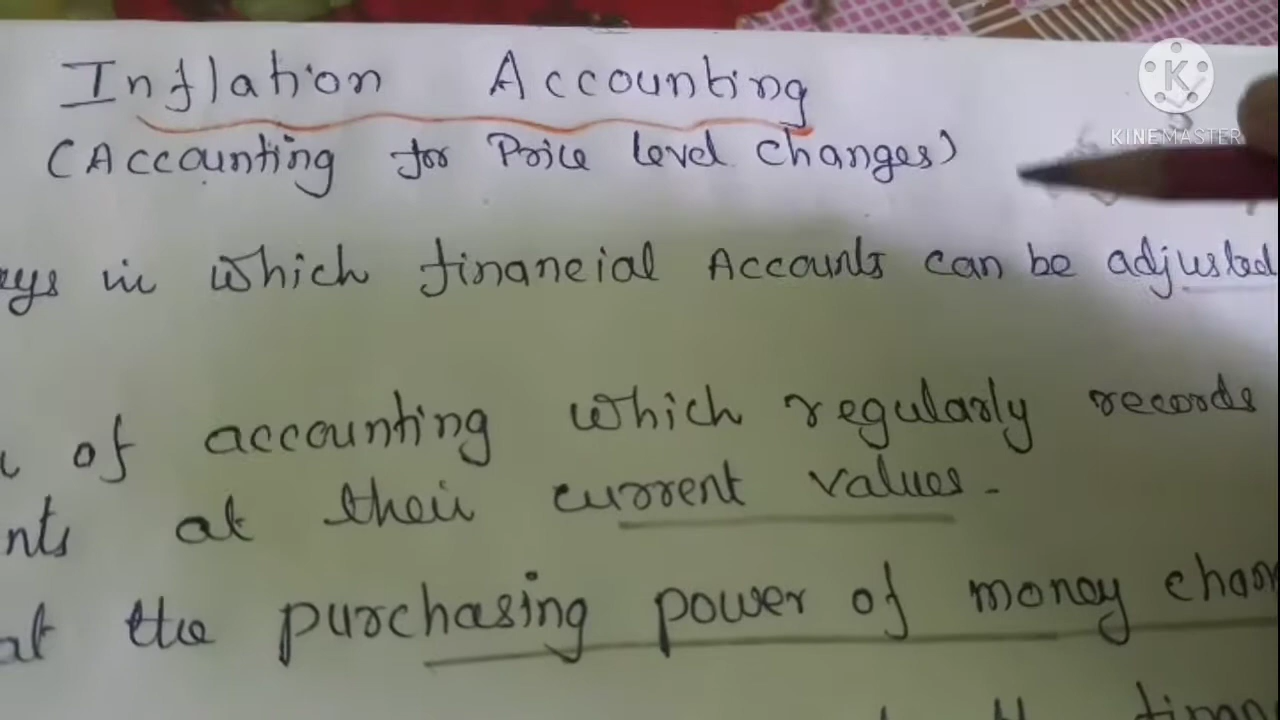 Inflation Accounting
(Accounting for Price level changes)
in which financial Accounts can be adjusted
of accounting which regularly records
at their current values.
the purchasing power of money
KINEMASTER